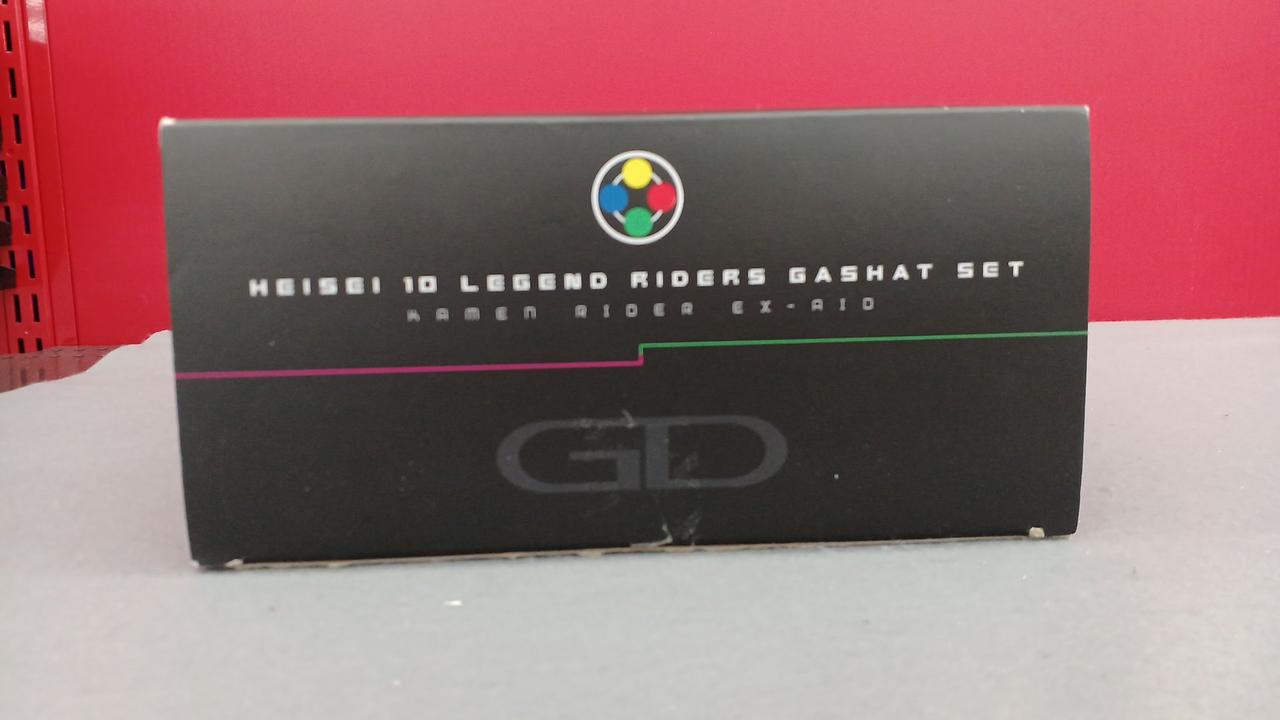 HEISEI 10 LEGEND RIDERS GASHAT SET
KAMEN RIDER EX-AID
GD